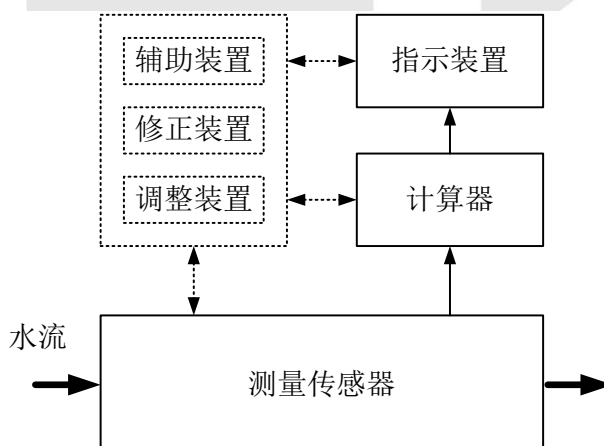 辅助装置
指示装置
修正装置
调整装置
计算器
水流
测量传感器